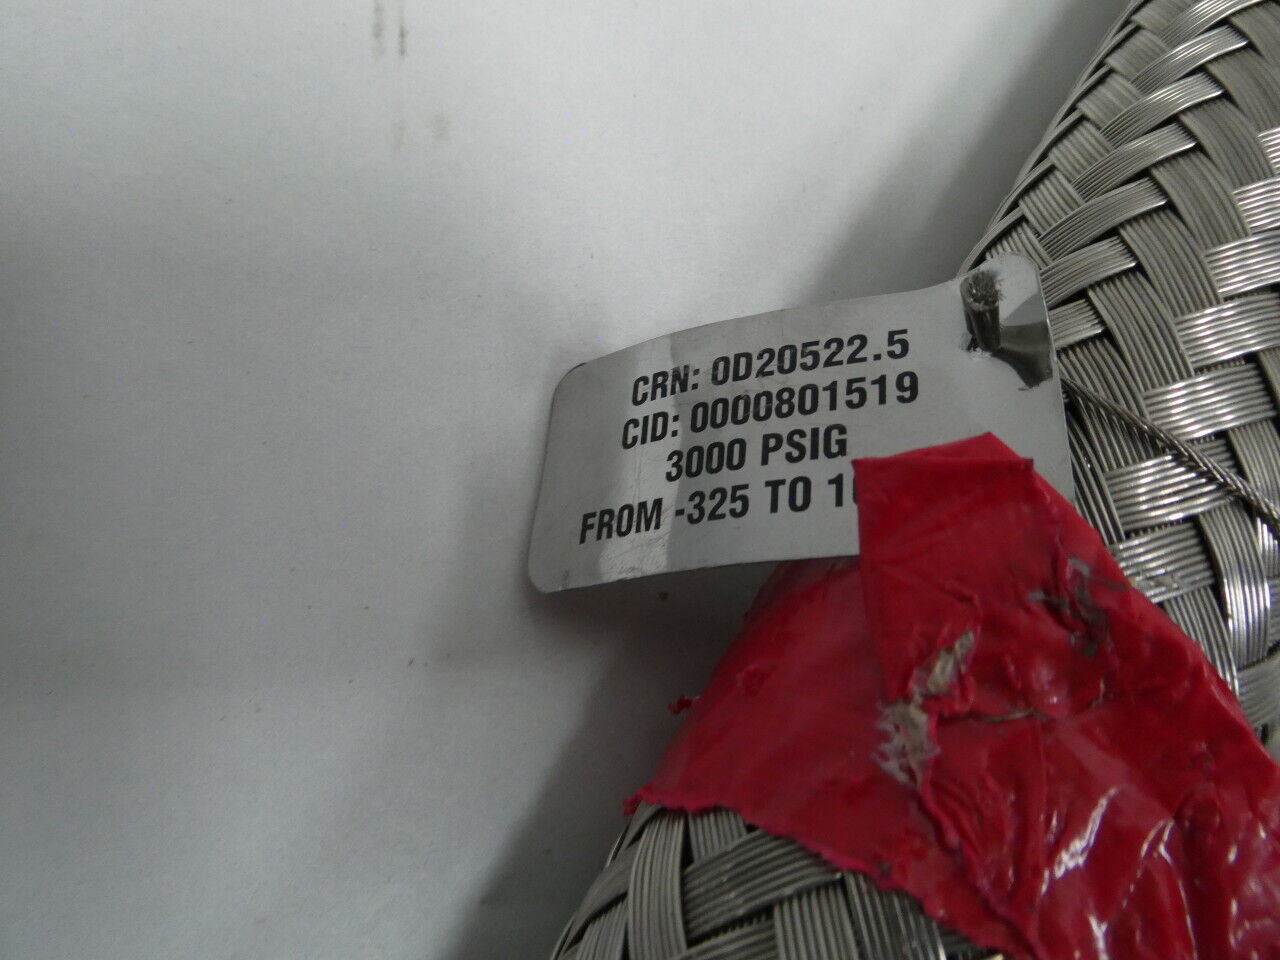 CRN: 0D20522.5
CID: 0000801519
3000 PSIG
FROM -325 TO